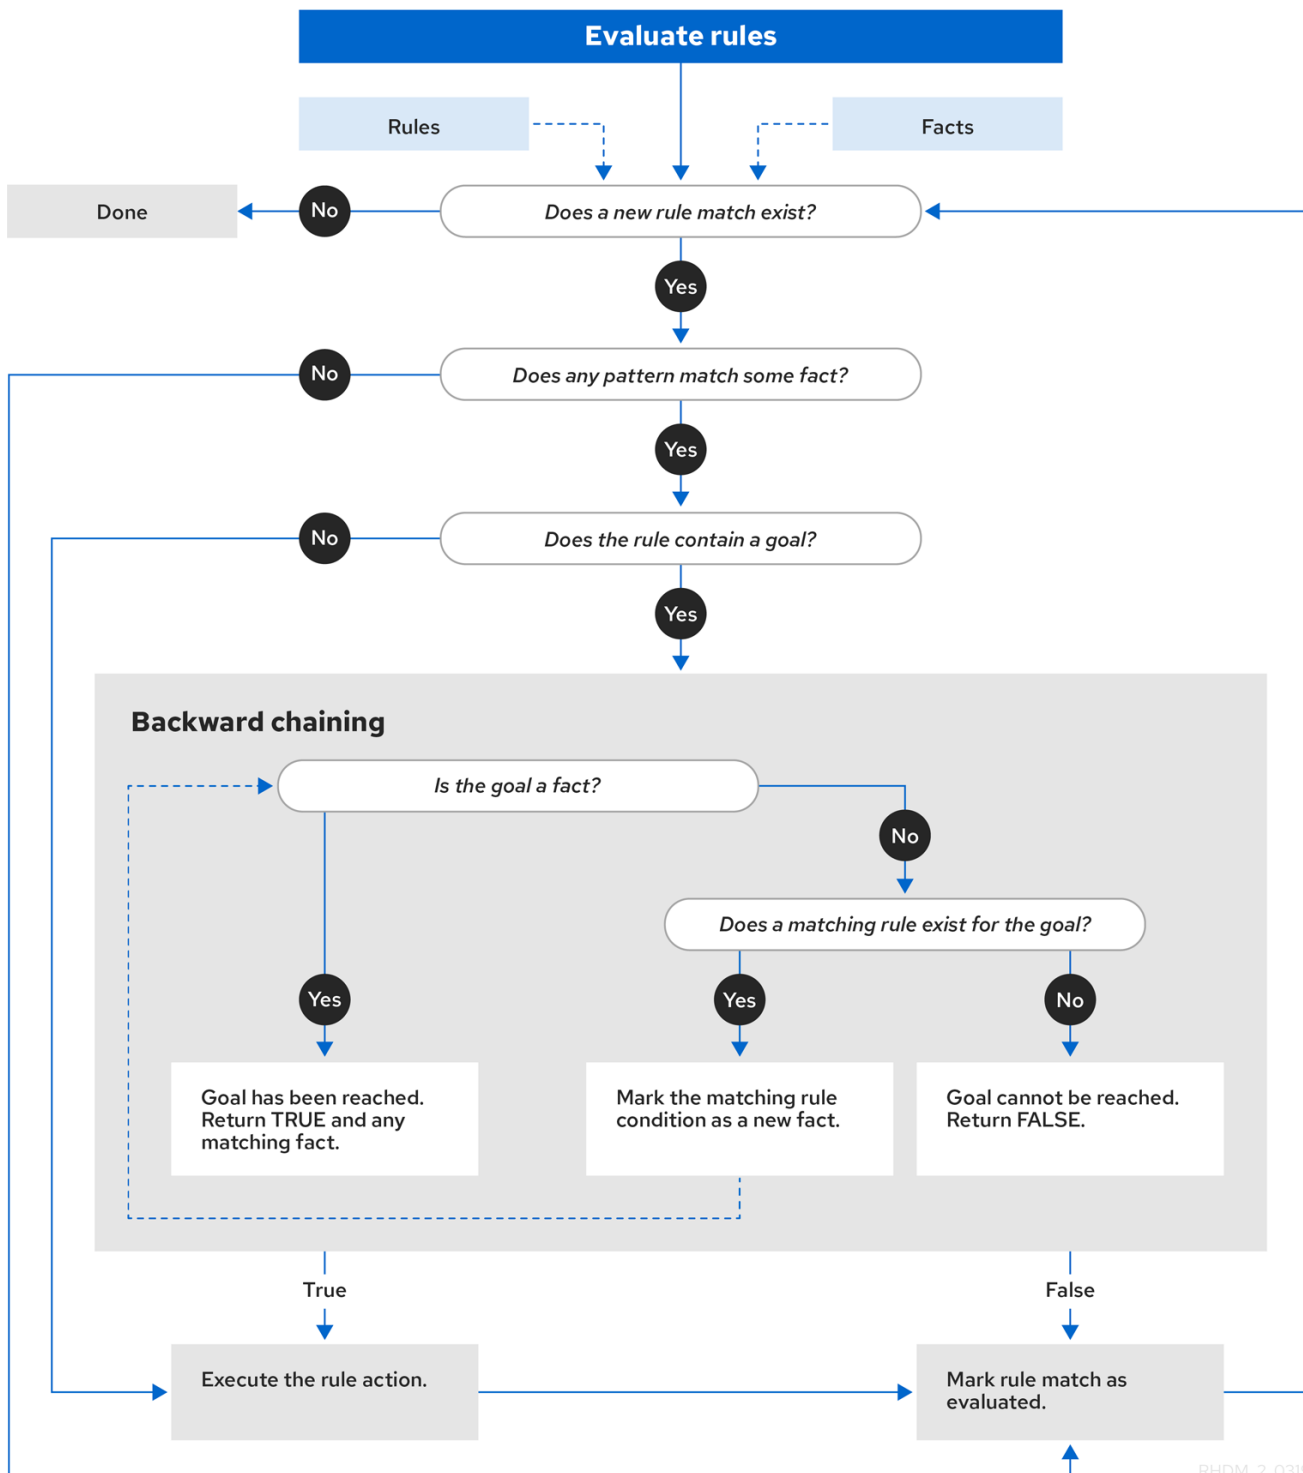 Evaluate rules
Rules
Facts
Done
No
Does a new rule match exist?
Yes
No
Does any pattern match some fact?
Yes
No
Does the rule contain a goal?
Yes
Backward chaining
Is the goal a fact?
No
Does a matching rule exist for the goal?
Yes
Yes
No
Goal has been reached.
Return TRUE and any
matching fact.
Mark the matching rule
condition as a new fact.
Goal cannot be reached.
Return FALSE.
True
False
Execute the rule action.
Mark rule match as
evaluated.